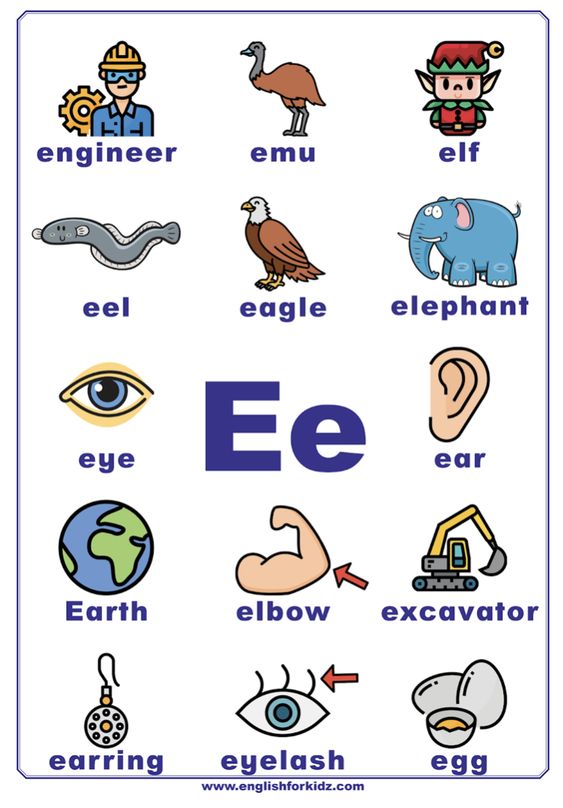 engineer emu elf
eel eagle elephant
Ee
eye ear
Earth elbow excavator
earring eyelash egg
www.englishforkidz.com